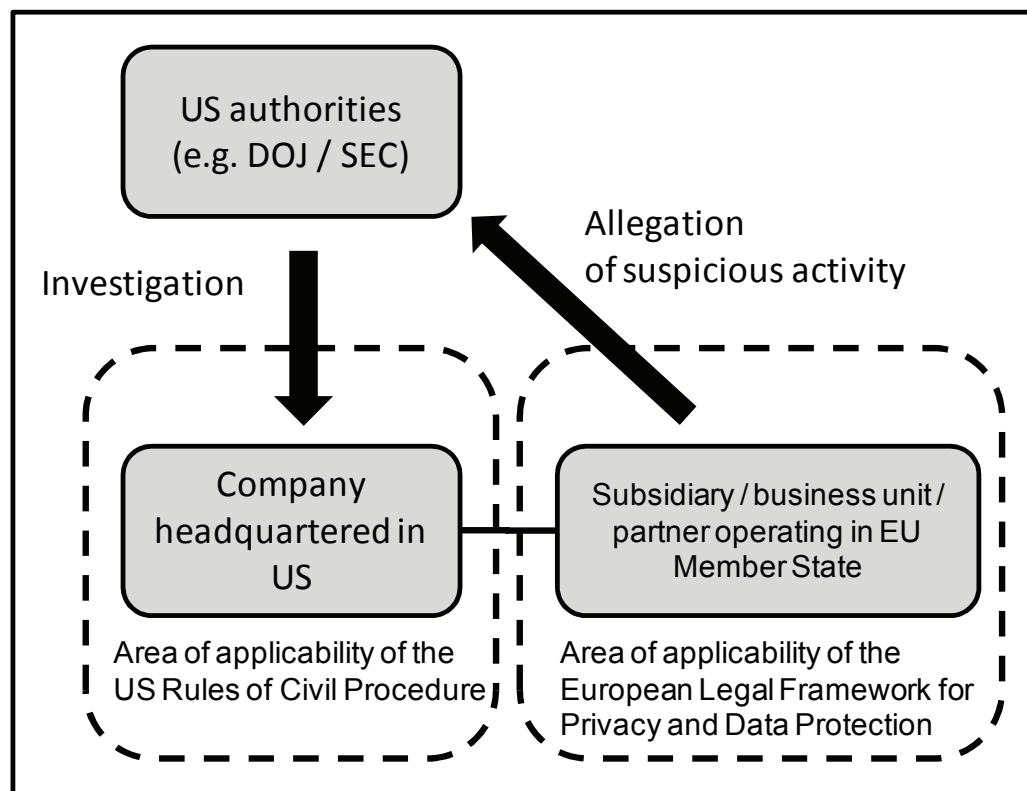 US authorities
(e.g. DOJ / SEC)
Investigation
Allegation
of suspicious activity
Company
headquartered in
US
Subsidiary / business unit /
partner operating in EU
Member State
Area of applicability of the
US Rules of Civil Procedure
Area of applicability of the
European Legal Framework for
Privacy and Data Protection